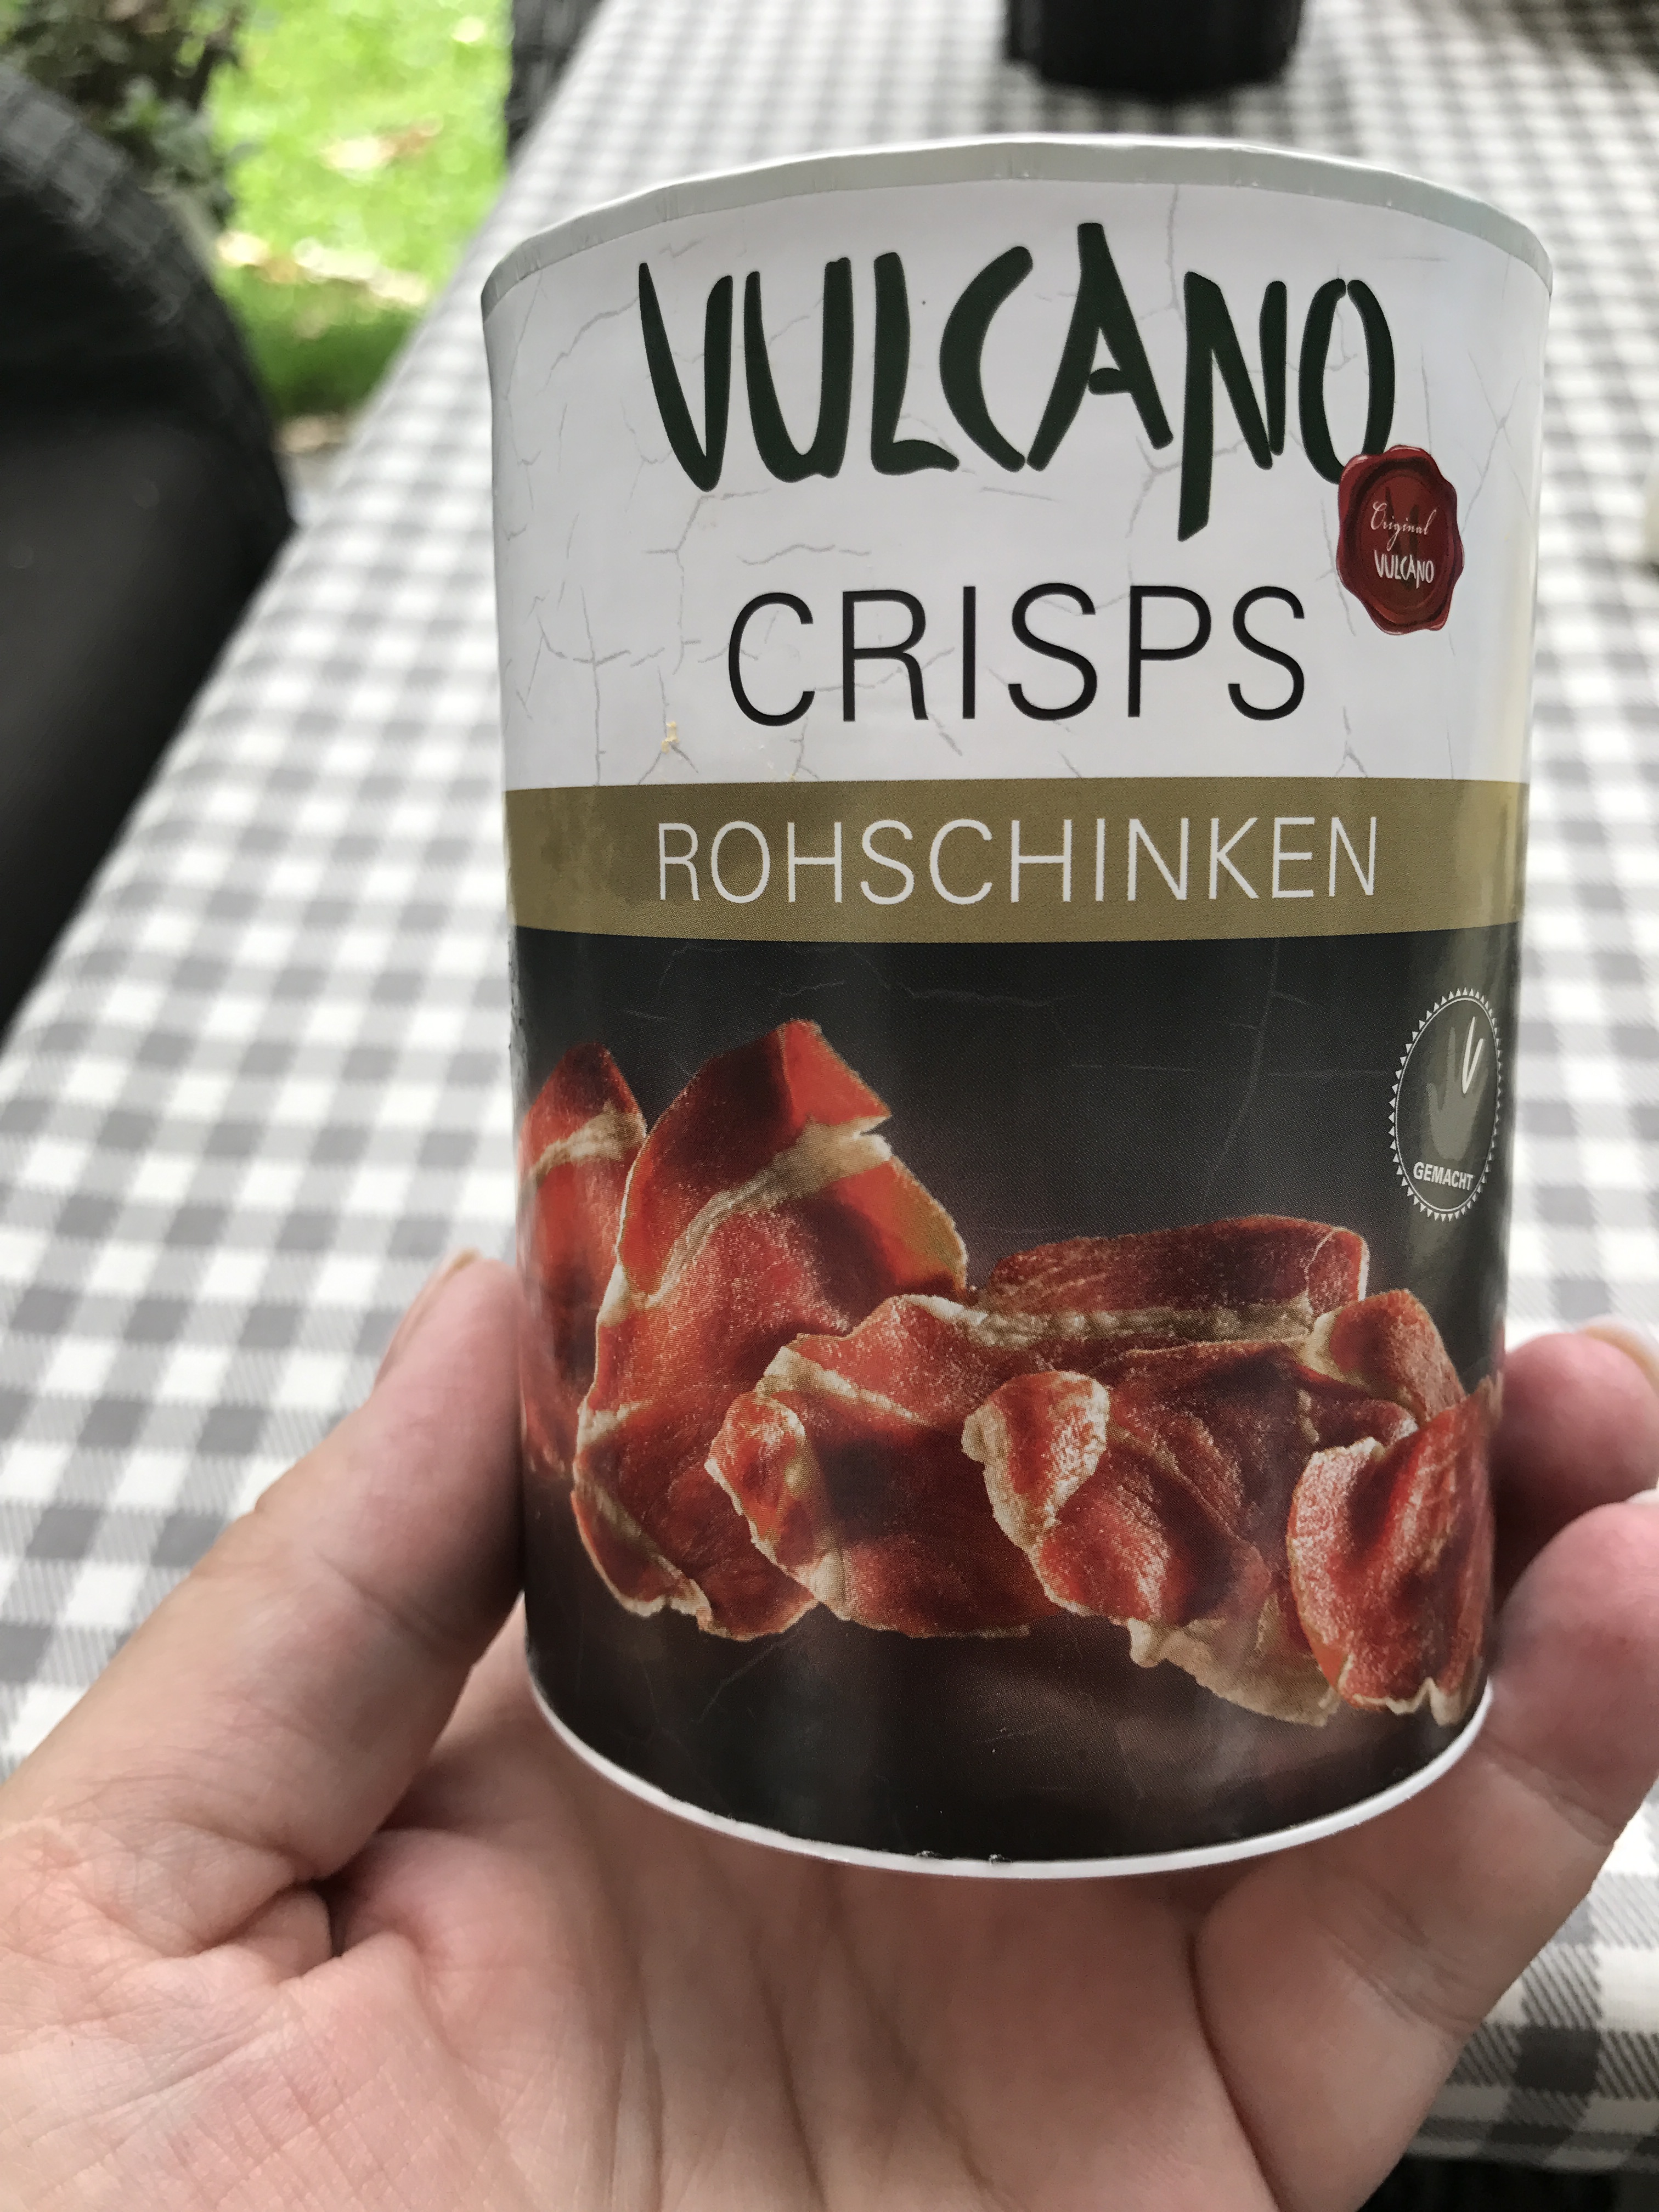 VULCANO
Original
VULCANO
CRISPS
ROHSCHINKEN
GEMACHT